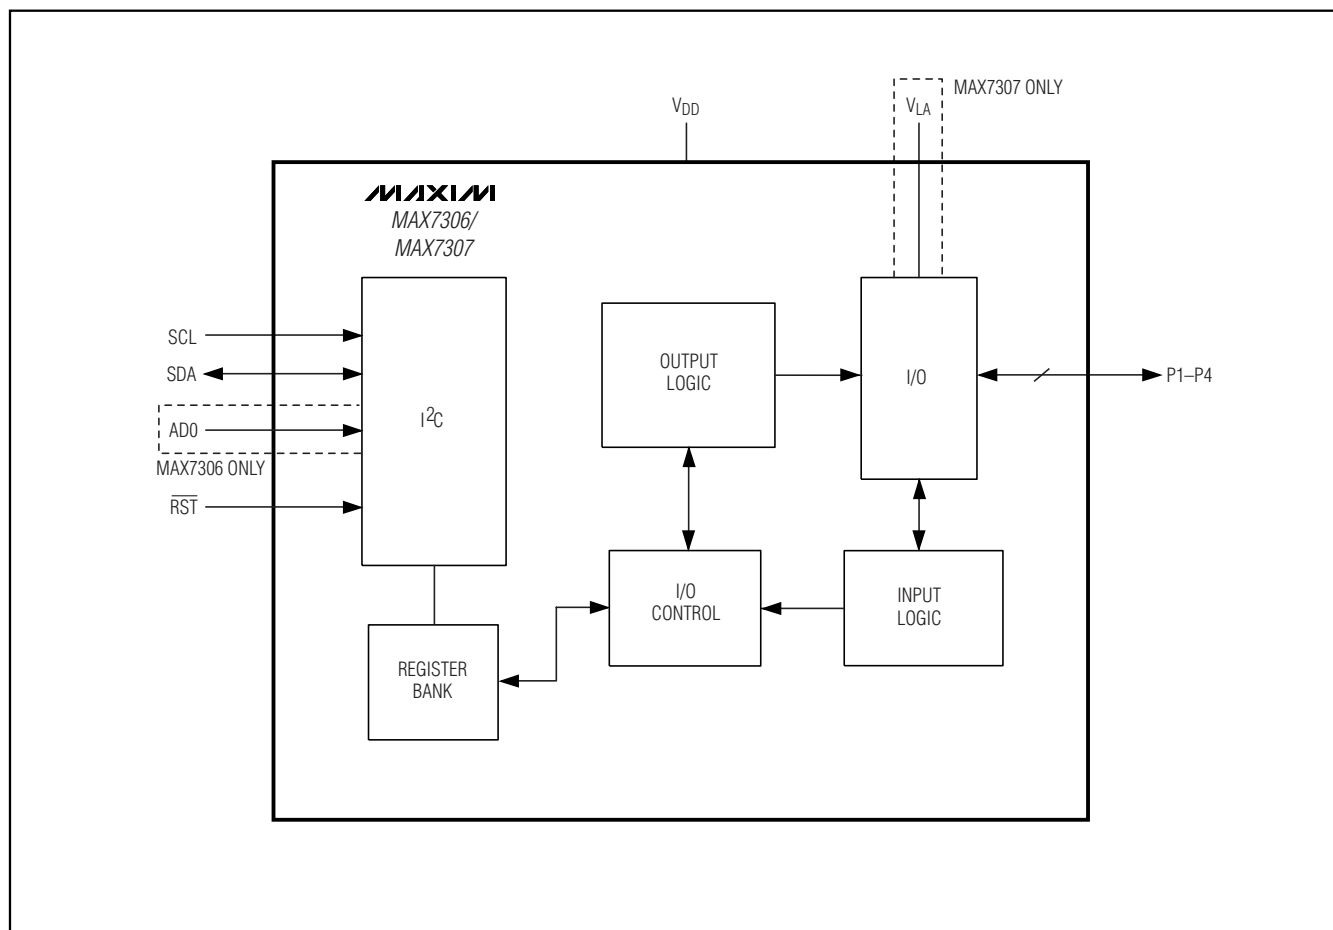 MAX7307 ONLY
VDD
VLA
MAXIM
MAX7306/
MAX7307
SCL
SDA
AD0
MAX7306 ONLY
R̅S̅T̅
I²C
OUTPUT
LOGIC
I/O
P1–P4
I/O
CONTROL
INPUT
LOGIC
REGISTER
BANK